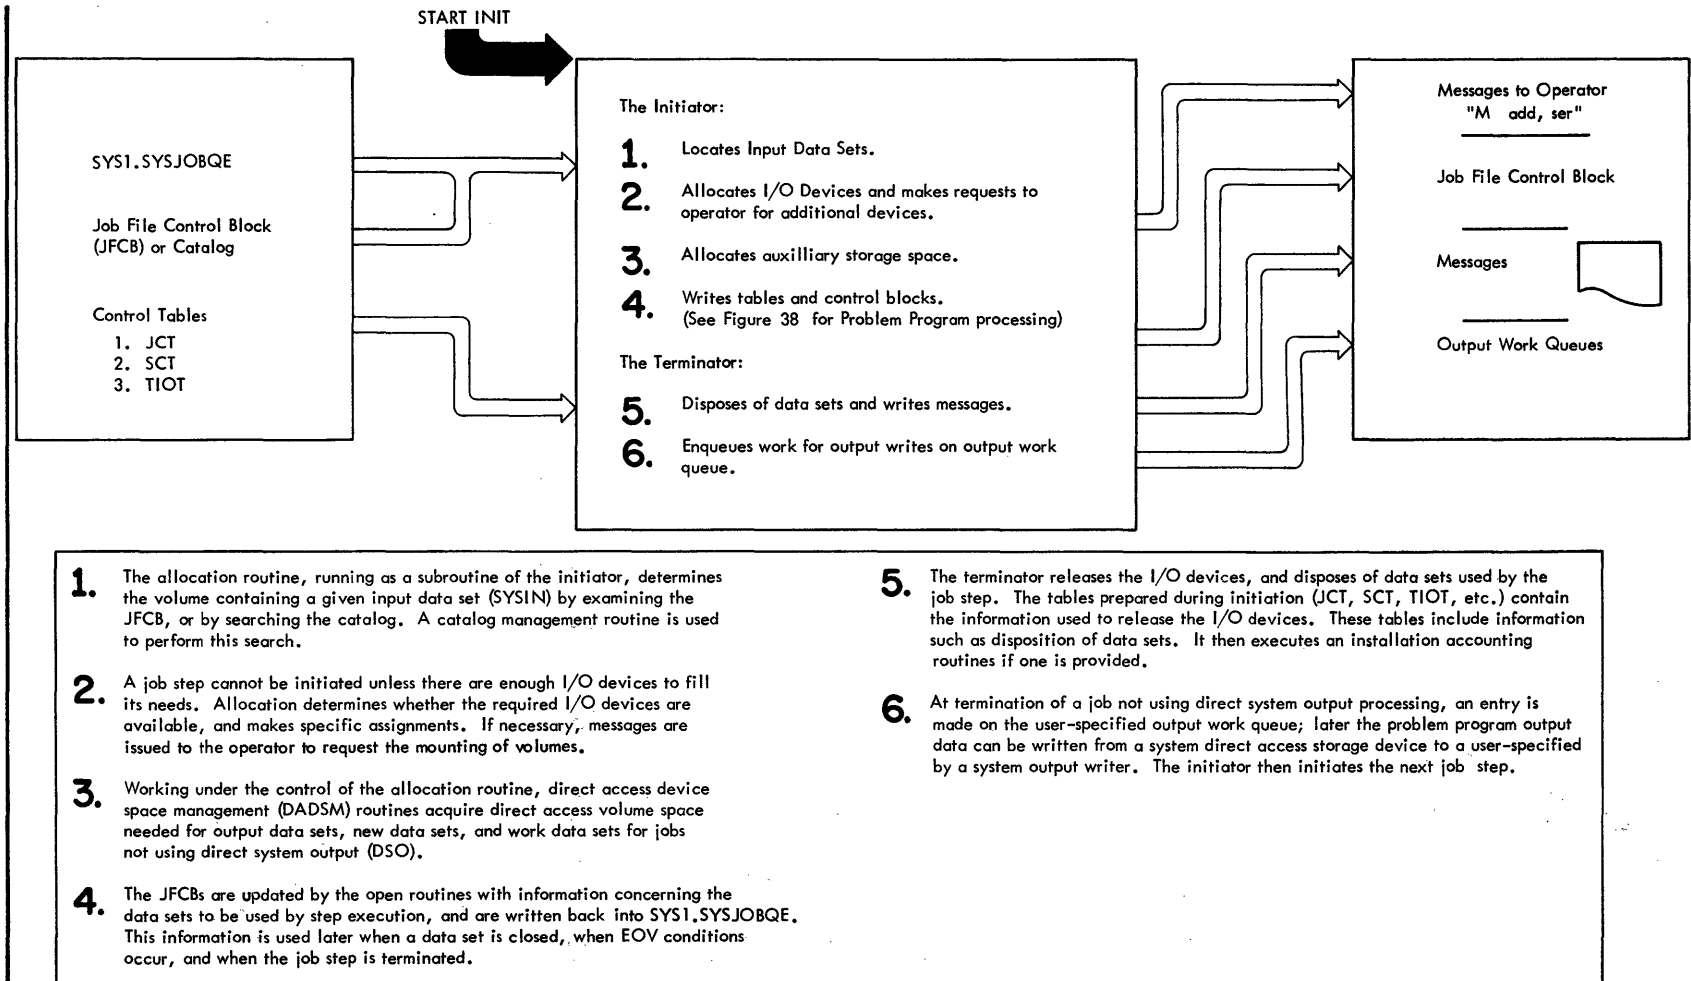 START INIT
SYS1.SYSJOBQE
Job File Control Block
(JFCB) or Catalog
Control Tables
1. JCT
2. SCT
3. TIOT
The Initiator:
1. Locates Input Data Sets.
2. Allocates I/O Devices and makes requests to
operator for additional devices.
3. Allocates auxilliary storage space.
4. Writes tables and control blocks.
(See Figure 38 for Problem Program processing)
The Terminator:
5. Disposes of data sets and writes messages.
6. Enqueues work for output writes on output work
queue.
Messages to Operator
"M add, ser"
Job File Control Block
Messages
Output Work Queues
1. The allocation routine, running as a subroutine of the initiator, determines
the volume containing a given input data set (SYSIN) by examining the
JFCB, or by searching the catalog. A catalog management routine is used
to perform this search.
2. A job step cannot be initiated unless there are enough I/O devices to fill
its needs. Allocation determines whether the required I/O devices are
available, and makes specific assignments. If necessary, messages are
issued to the operator to request the mounting of volumes.
3. Working under the control of the allocation routine, direct access device
space management (DADSM) routines acquire direct access volume space
needed for output data sets, new data sets, and work data sets for jobs
not using direct system output (DSO).
4. The JFCBs are updated by the open routines with information concerning the
data sets to be used by step execution, and are written back into SYS1.SYSJOBQE.
This information is used later when a data set is closed, when EOV conditions
occur, and when the job step is terminated.
5. The terminator releases the I/O devices, and disposes of data sets used by the
job step. The tables prepared during initiation (JCT, SCT, TIOT, etc.) contain
the information used to release the I/O devices. These tables include information
such as disposition of data sets. It then executes an installation accounting
routines if one is provided.
6. At termination of a job not using direct system output processing, an entry is
made on the user-specified output work queue; later the problem program output
data can be written from a system direct access storage device to a user-specified
by a system output writer. The initiator then initiates the next job step.